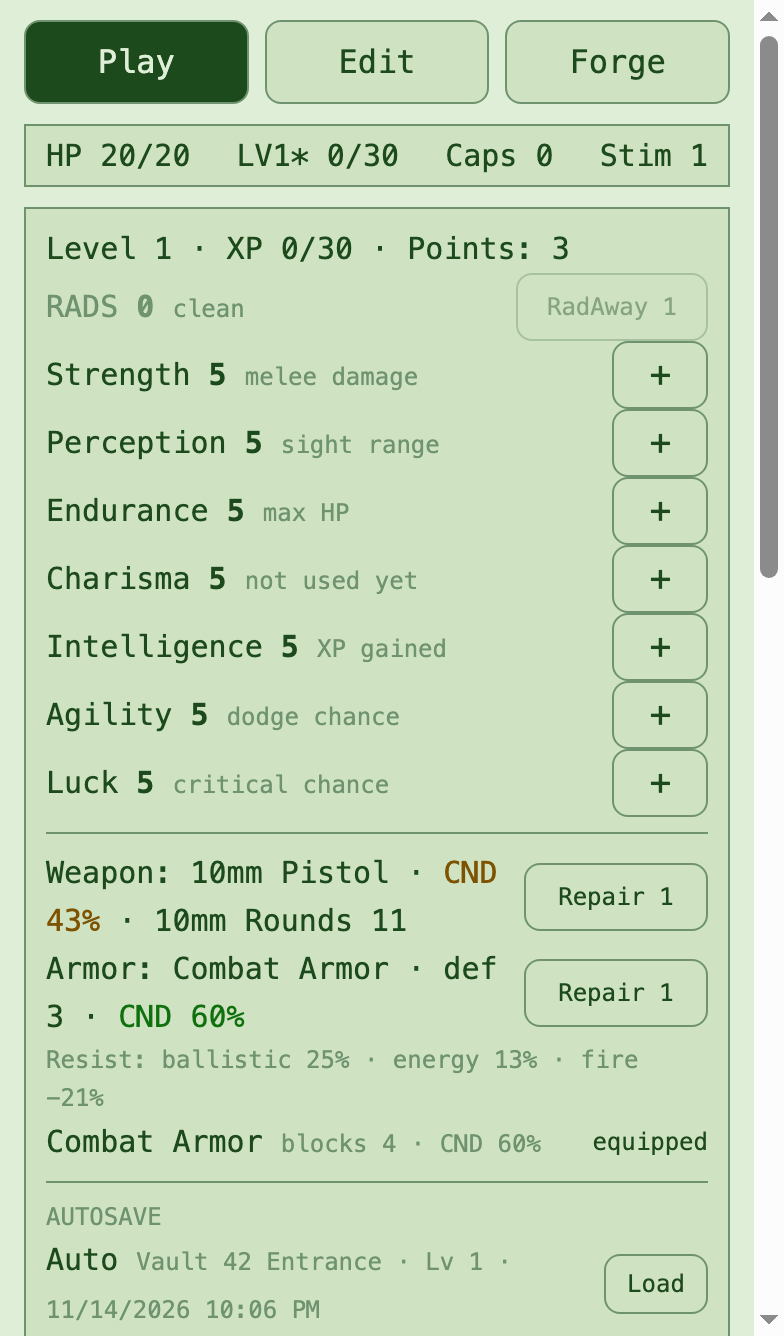 Play Edit Forge
HP 20/20 LV1* 0/30 Caps 0 Stim 1
Level 1 · XP 0/30 · Points: 3
RADS 0 clean RadAway 1
Strength 5 melee damage +
Perception 5 sight range +
Endurance 5 max HP +
Charisma 5 not used yet +
Intelligence 5 XP gained +
Agility 5 dodge chance +
Luck 5 critical chance +
Weapon: 10mm Pistol · CND
43% · 10mm Rounds 11
Repair 1
Armor: Combat Armor · def
3 · CND 60%
Repair 1
Resist: ballistic 25% · energy 13% · fire
−21%
Combat Armor blocks 4 · CND 60% equipped
AUTOSAVE
Auto Vault 42 Entrance · Lv 1 ·
11/14/2026 10:06 PM
Load